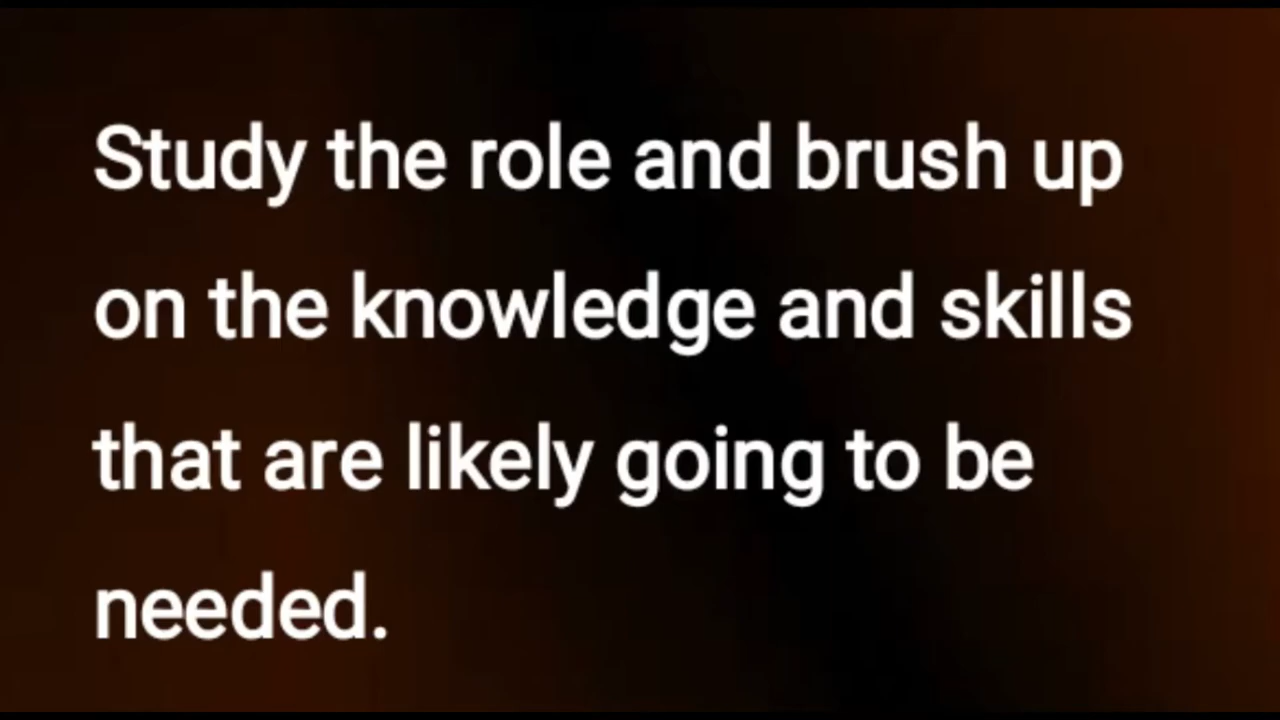 Study the role and brush up
on the knowledge and skills
that are likely going to be
needed.